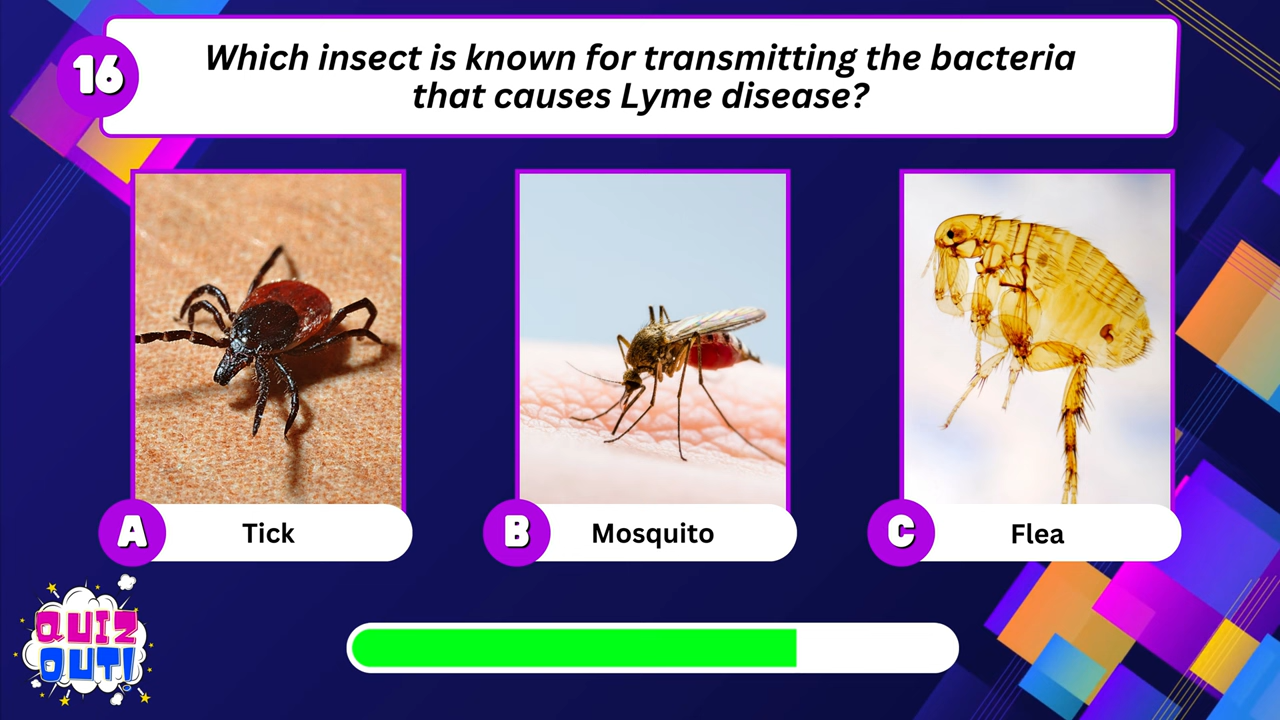 16
Which insect is known for transmitting the bacteria
that causes Lyme disease?
A Tick
B Mosquito
C Flea
QUIZ
OUT!